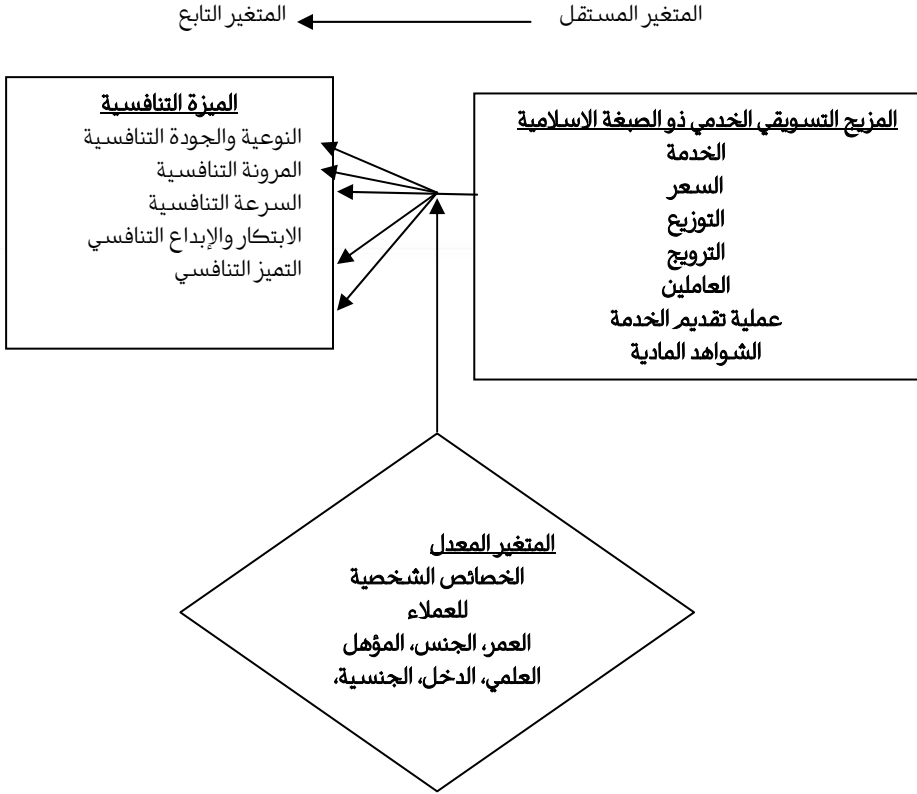 المتغير المستقل
المتغير التابع
المزيج التسويقي الخدمي ذو الصبغة الاسلامية
الخدمة
السعر
التوزيع
الترويج
العاملين
عملية تقديم الخدمة
الشواهد المادية
الميزة التنافسية
النوعية والجودة التنافسية
المرونة التنافسية
السرعة التنافسية
الابتكار والإبداع التنافسي
التميز التنافسي
المتغير المعدل
الخصائص الشخصية
للعملاء
العمر، الجنس، المؤهل
العلمي، الدخل، الجنسية،